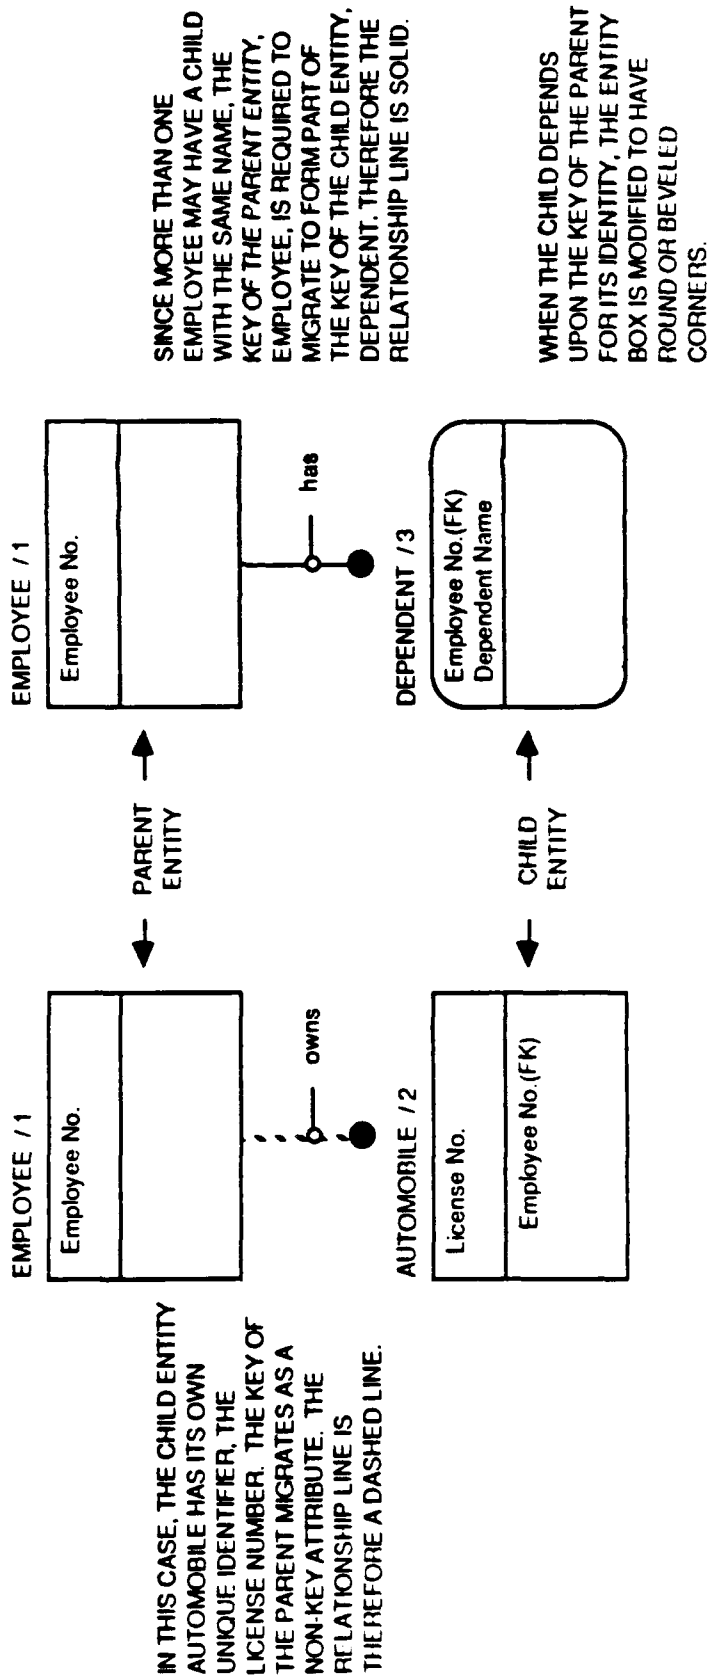 IN THIS CASE, THE CHILD ENTITY
AUTOMOBILE HAS ITS OWN
UNIQUE IDENTIFIER, THE
LICENSE NUMBER. THE KEY OF
THE PARENT MIGRATES AS A
NON-KEY ATTRIBUTE. THE
RELATIONSHIP LINE IS
THEREFORE A DASHED LINE.
EMPLOYEE / 1
Employee No.
owns
AUTOMOBILE / 2
License No.
Employee No.(FK)
PARENT
ENTITY
CHILD
ENTITY
EMPLOYEE / 1
Employee No.
has
DEPENDENT / 3
Employee No.(FK)
Dependent Name
SINCE MORE THAN ONE
EMPLOYEE MAY HAVE A CHILD
WITH THE SAME NAME, THE
KEY OF THE PARENT ENTITY,
EMPLOYEE, IS REQUIRED TO
MIGRATE TO FORM PART OF
THE KEY OF THE CHILD ENTITY,
DEPENDENT. THEREFORE THE
RELATIONSHIP LINE IS SOLID.
WHEN THE CHILD DEPENDS
UPON THE KEY OF THE PARENT
FOR ITS IDENTITY, THE ENTITY
BOX IS MODIFIED TO HAVE
ROUND OR BEVELED
CORNERS.